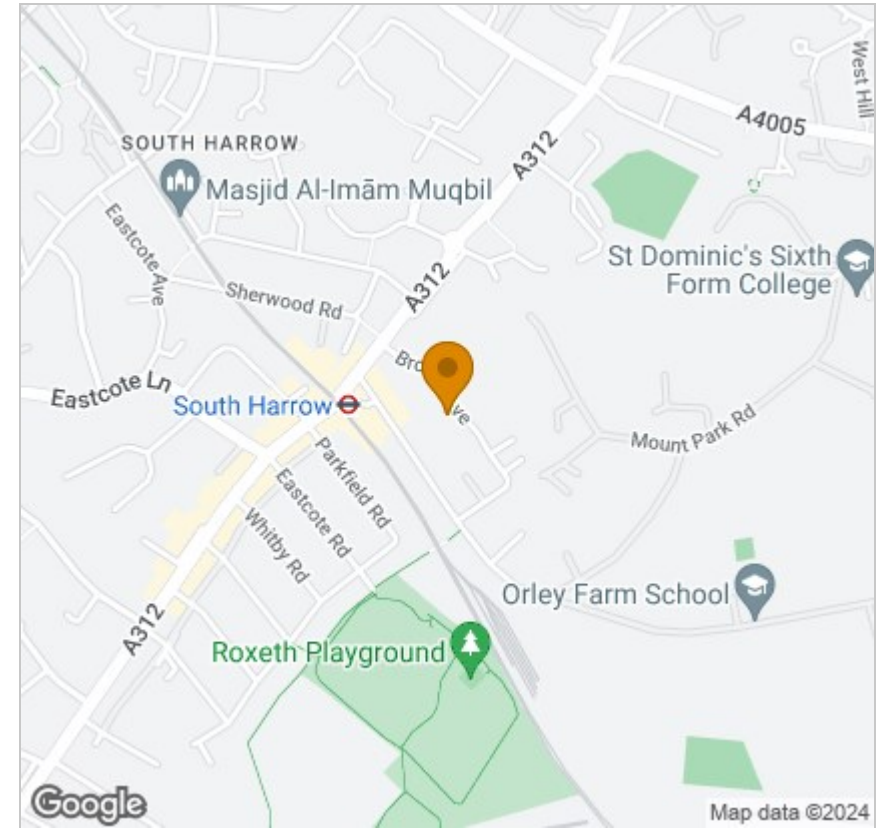 West Hill
A4005
A312
SOUTH HARROW
Masjid Al-Imām Muqbil
Eastcote Ave
St Dominic's Sixth
Form College
A312
Sherwood Rd
Eastcote Ln
South Harrow
Mount Park Rd
Parkfield Rd
Eastcote Rd
Whitby Rd
Orley Farm School
A312
Roxeth Playground
Google
Map data ©2024